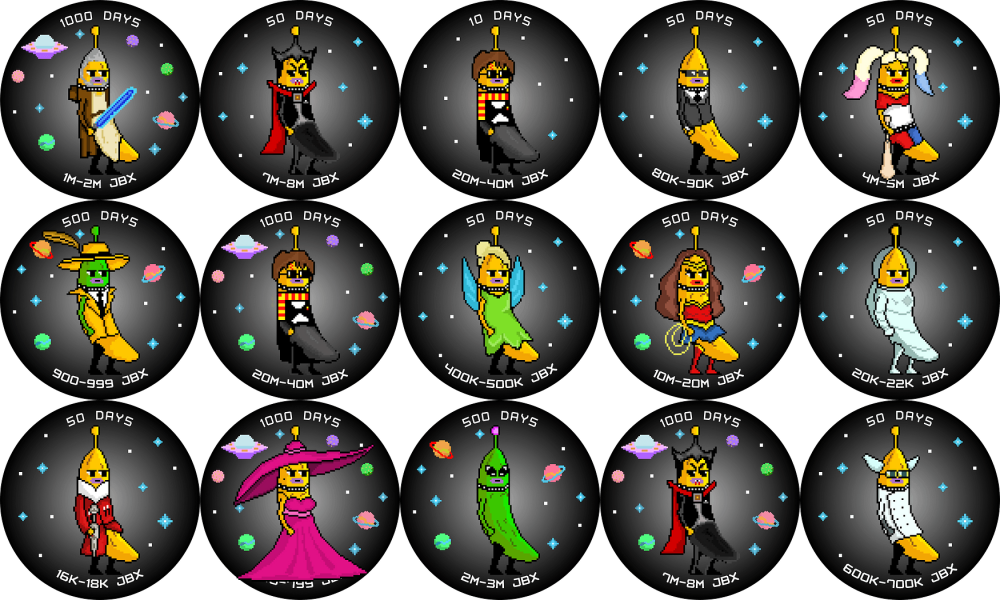 1000 DAYS
1M-2M JBX
50 DAYS
7M-8M JBX
10 DAYS
20M-40M JBX
50 DAYS
80K-90K JBX
50 DAYS
4M-5M JBX
500 DAYS
900-999 JBX
1000 DAYS
20M-40M JBX
50 DAYS
400K-500K JBX
500 DAYS
10M-20M JBX
50 DAYS
20K-22K JBX
50 DAYS
16K-18K JBX
1000 DAYS
500 DAYS
2M-3M JBX
1000 DAYS
7M-8M JBX
50 DAYS
600K-700K JBX